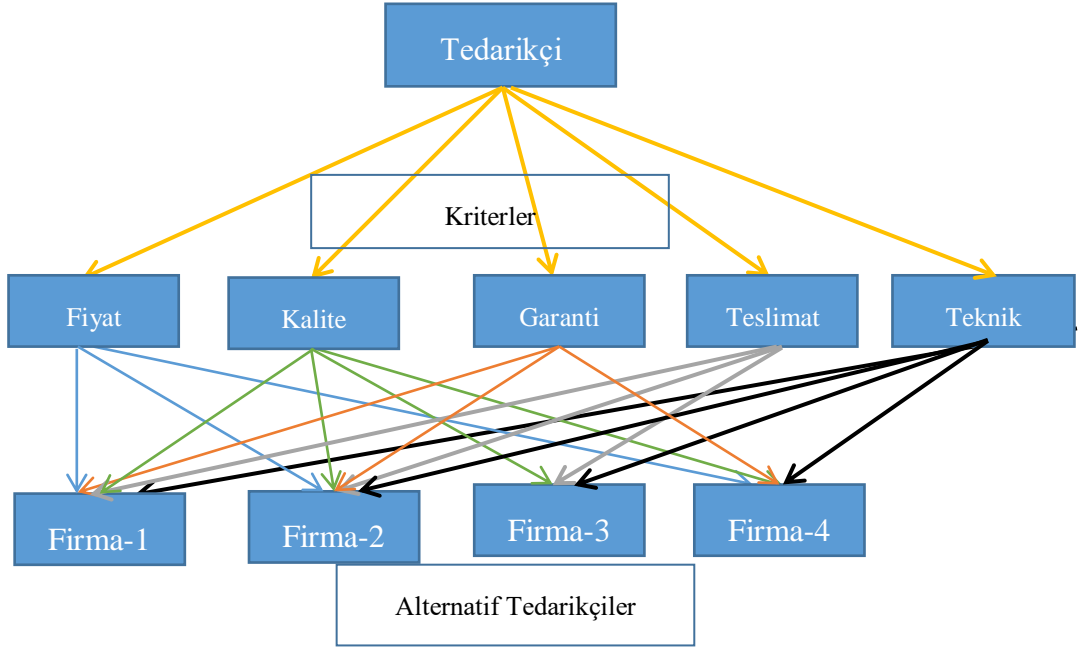 Tedarikçi
Kriterler
Fiyat
Kalite
Garanti
Teslimat
Teknik
Firma-1
Firma-2
Firma-3
Firma-4
Alternatif Tedarikçiler